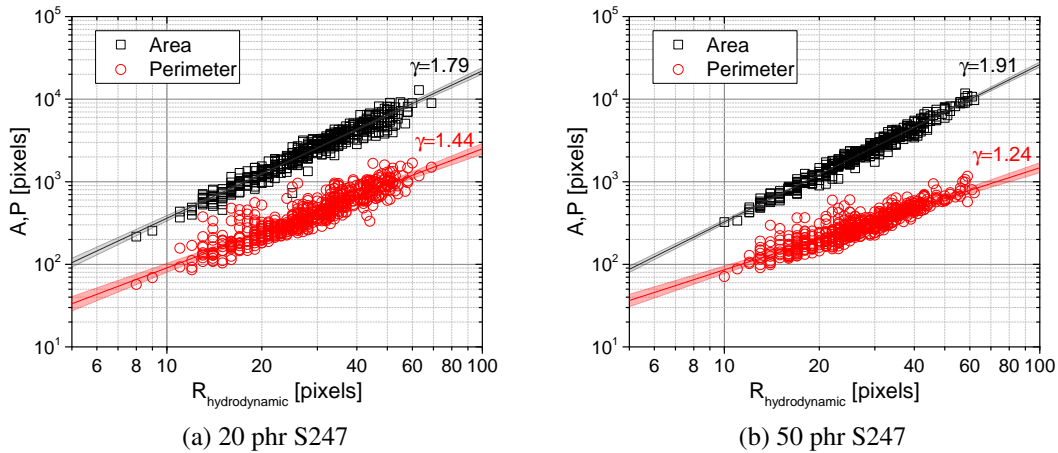 10^5
10^4
10^3
10^2
10^1
A,P [pixels]
Area
Perimeter
γ=1.79
γ=1.44
6 8 10 20 40 60 80 100
R_hydrodynamic [pixels]
(a) 20 phr S247
10^5
10^4
10^3
10^2
10^1
A,P [pixels]
Area
Perimeter
γ=1.91
γ=1.24
6 8 10 20 40 60 80 100
R_hydrodynamic [pixels]
(b) 50 phr S247